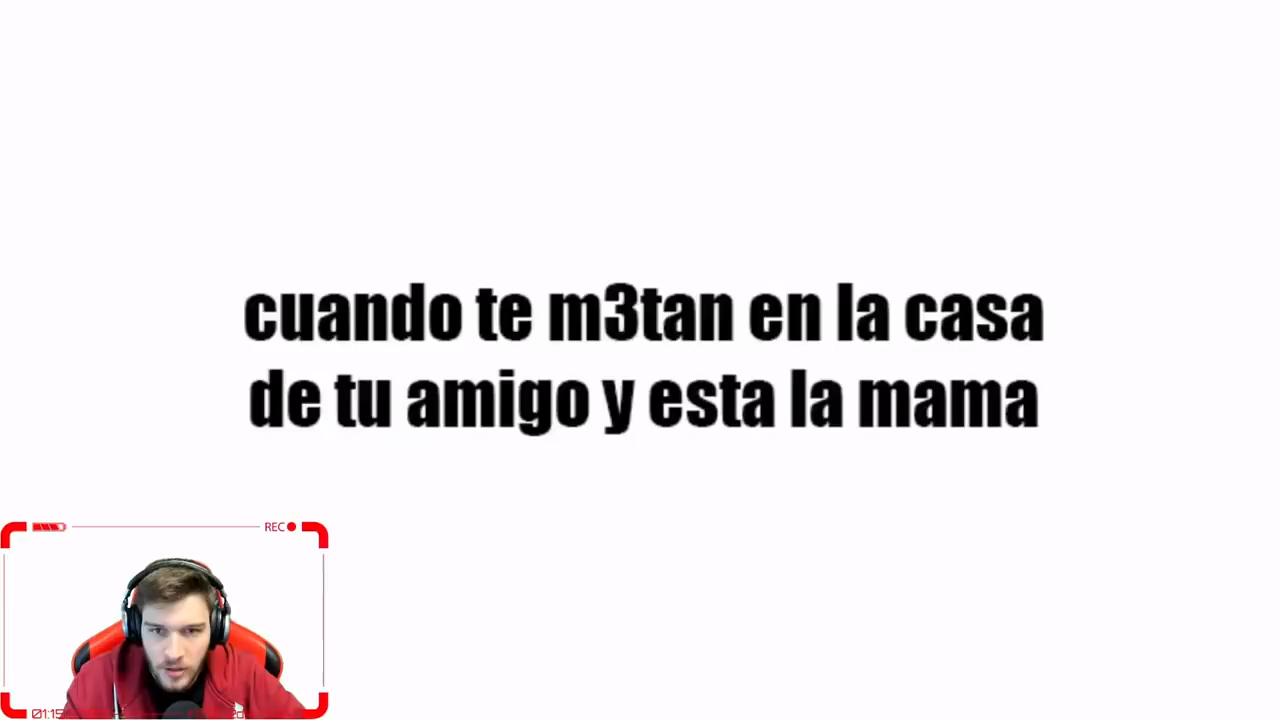 cuando te m3tan en la casa
de tu amigo y esta la mama
REC